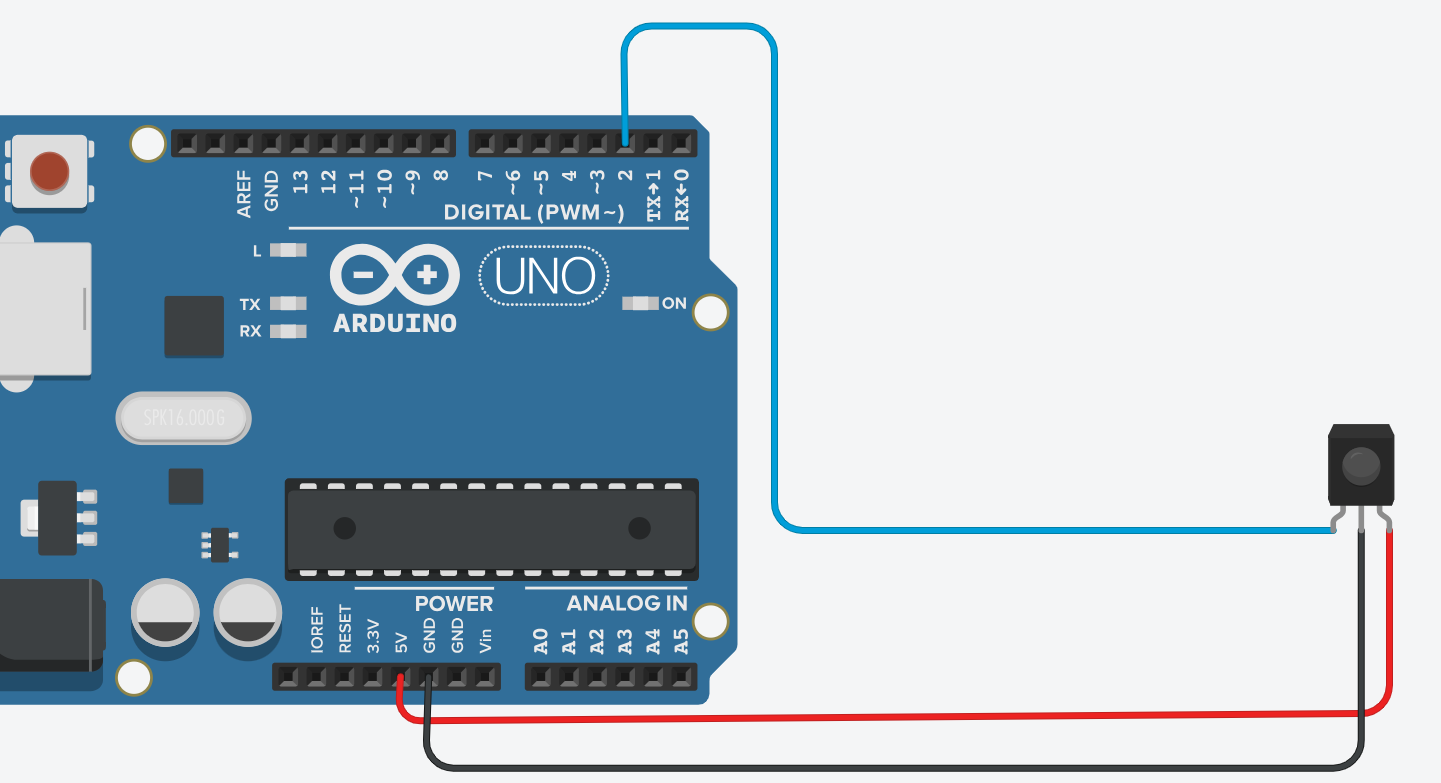 AREF
GND
13
12
~11
~10
~9
8
7
~6
~5
4
~3
2
TX→1
RX←0
DIGITAL (PWM~)
L
TX
RX
ARDUINO
UNO
ON
SPK16.000G
POWER
ANALOG IN
IOREF
RESET
3.3V
5V
GND
GND
Vin
A0
A1
A2
A3
A4
A5